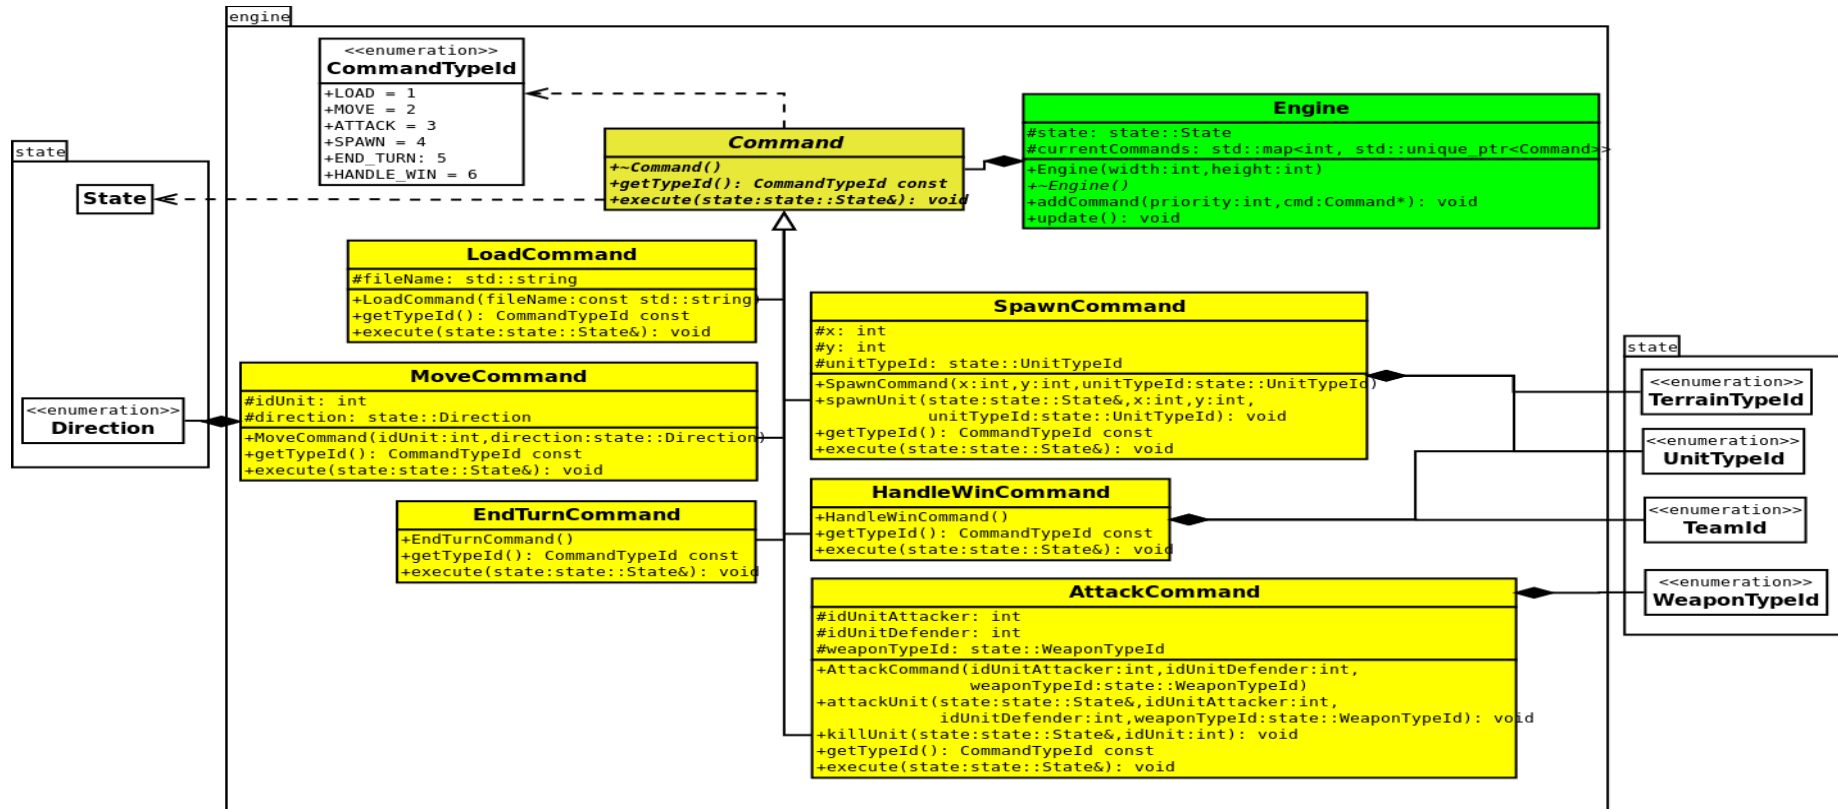 engine
<<enumeration>>
CommandTypeId
+LOAD = 1
+MOVE = 2
+ATTACK = 3
+SPAWN = 4
+END_TURN: 5
+HANDLE_WIN = 6
Command
+~Command()
+getTypeId(): CommandTypeId const
+execute(state:state::State&): void
Engine
#state: state::State
#currentCommands: std::map<int, std::unique_ptr<Command>>
+Engine(width:int,height:int)
+~Engine()
+addCommand(priority:int,cmd:Command*): void
+update(): void
state
State
<<enumeration>>
Direction
LoadCommand
#fileName: std::string
+LoadCommand(fileName:const std::string)
+getTypeId(): CommandTypeId const
+execute(state:state::State&): void
MoveCommand
#idUnit: int
#direction: state::Direction
+MoveCommand(idUnit:int,direction:state::Direction)
+getTypeId(): CommandTypeId const
+execute(state:state::State&): void
EndTurnCommand
+EndTurnCommand()
+getTypeId(): CommandTypeId const
+execute(state:state::State&): void
SpawnCommand
#x: int
#y: int
#unitTypeId: state::UnitTypeId
+SpawnCommand(x:int,y:int,unitTypeId:state::UnitTypeId)
+spawnUnit(state:state::State&,x:int,y:int,
unitTypeId:state::UnitTypeId): void
+getTypeId(): CommandTypeId const
+execute(state:state::State&): void
HandleWinCommand
+HandleWinCommand()
+getTypeId(): CommandTypeId const
+execute(state:state::State&): void
AttackCommand
#idUnitAttacker: int
#idUnitDefender: int
#weaponTypeId: state::WeaponTypeId
+AttackCommand(idUnitAttacker:int,idUnitDefender:int,
weaponTypeId:state::WeaponTypeId)
+attackUnit(state:state::State&,idUnitAttacker:int,
idUnitDefender:int,weaponTypeId:state::WeaponTypeId): void
+killUnit(state:state::State&,idUnit:int): void
+getTypeId(): CommandTypeId const
+execute(state:state::State&): void
state
<<enumeration>>
TerrainTypeId
<<enumeration>>
UnitTypeId
<<enumeration>>
TeamId
<<enumeration>>
WeaponTypeId